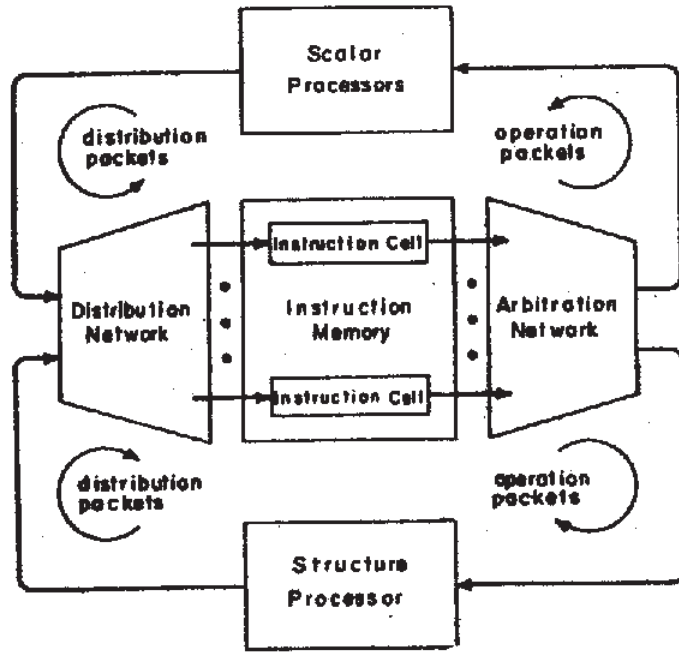 Scalar
Processors
distribution
packets
operation
packets
Instruction Cell
Distribution
Network
Instruction
Memory
Arbitration
Network
Instruction Cell
distribution
packets
operation
packets
Structure
Processor